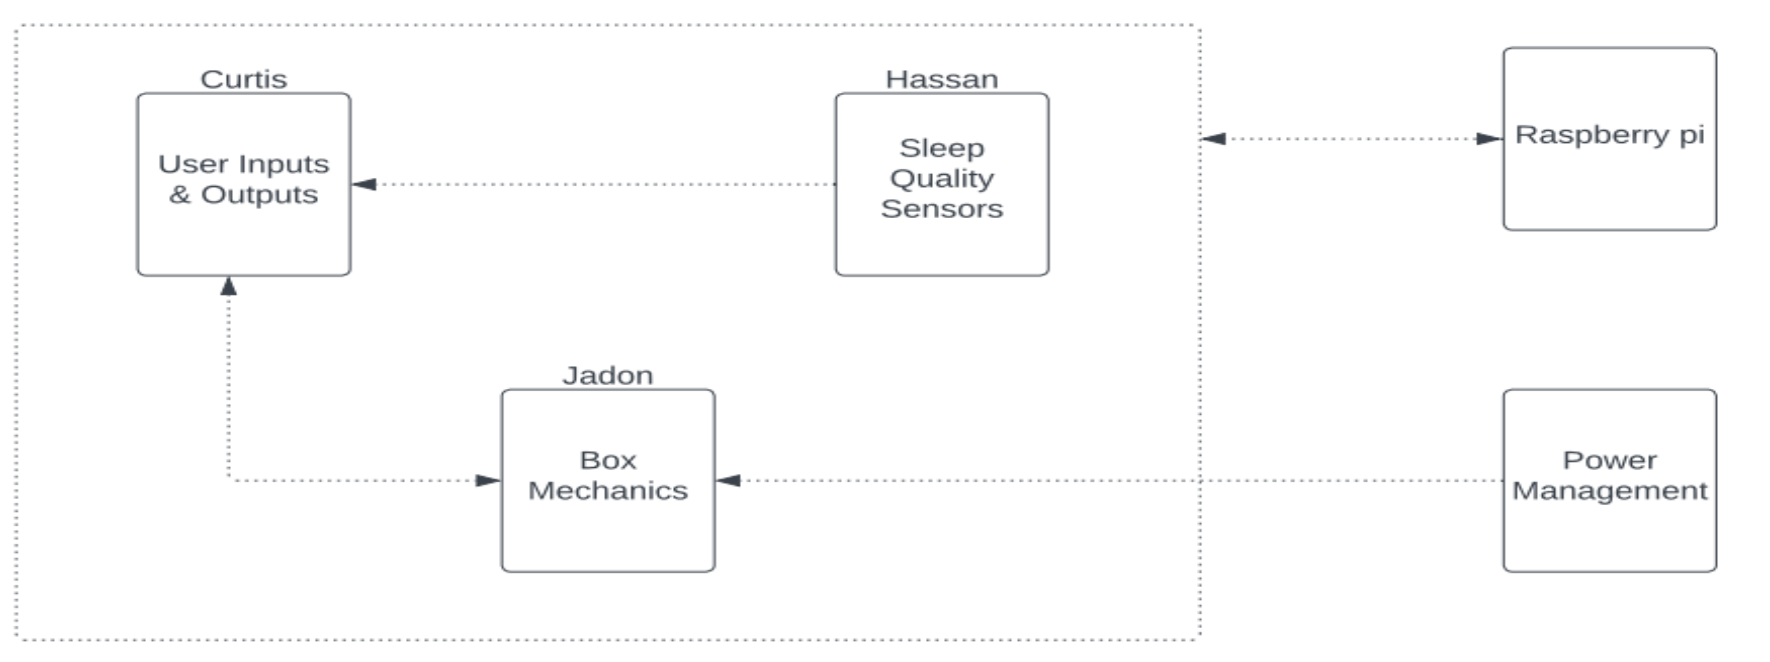 Curtis
User Inputs
& Outputs
Hassan
Sleep
Quality
Sensors
Raspberry pi
Jadon
Box
Mechanics
Power
Management